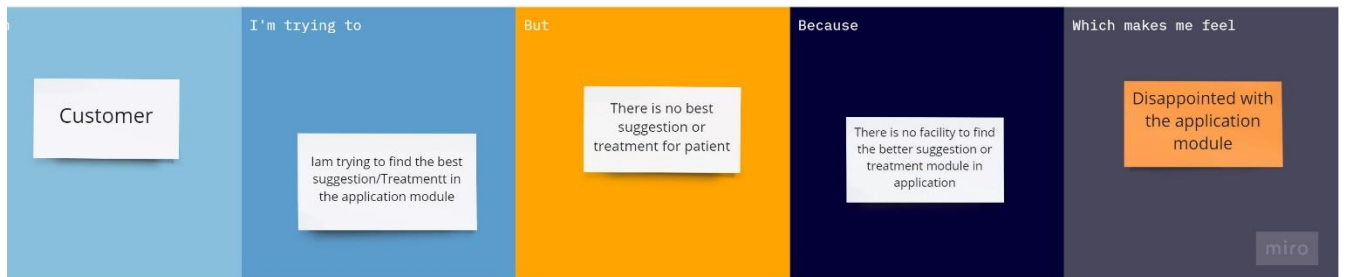 I'm trying to
But
Because
Which makes me feel
Customer
Iam trying to find the best
suggestion/Treatmentt in
the application module
There is no best
suggestion or
treatment for patient
There is no facility to find
the better suggestion or
treatment module in
application
Disappointed with
the application
module
miro